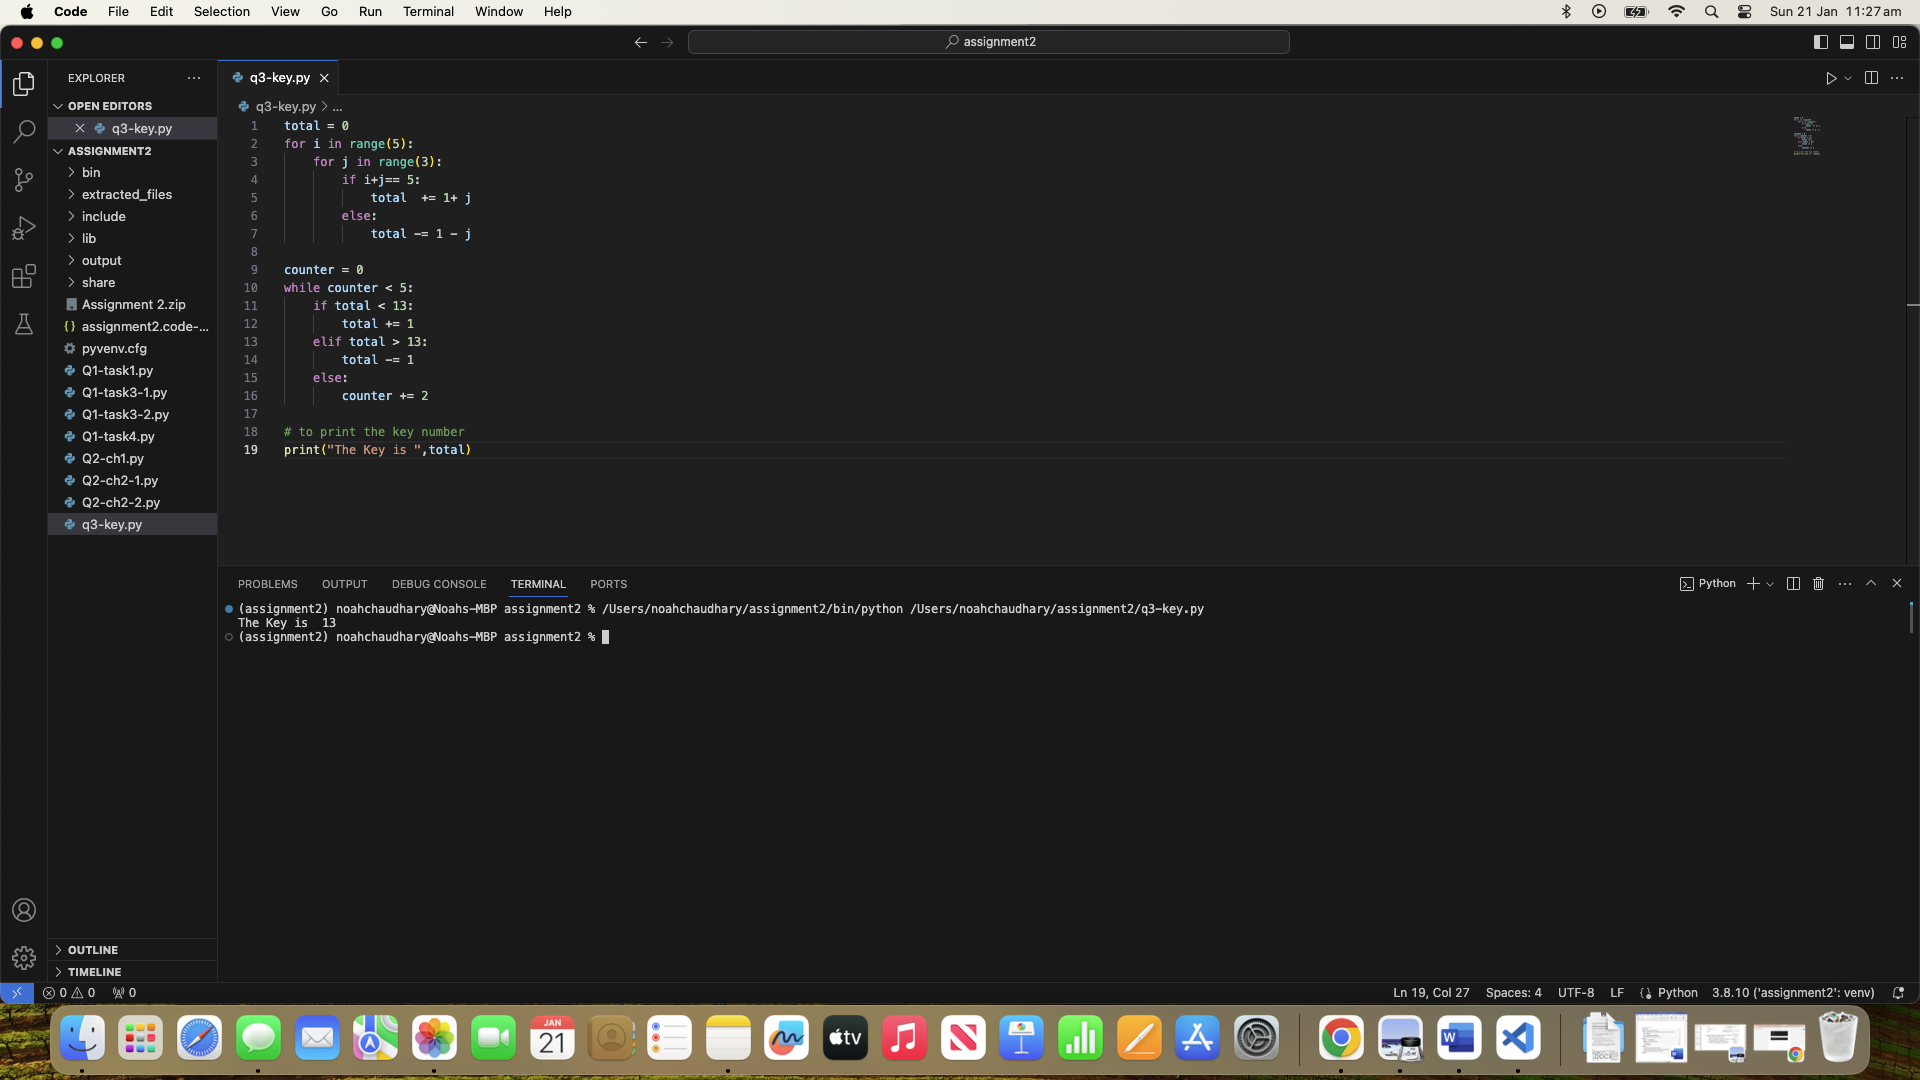 Code File Edit Selection View Go Run Terminal Window Help
Sun 21 Jan 11:27 am
assignment2
EXPLORER
OPEN EDITORS
q3-key.py
ASSIGNMENT2
bin
extracted_files
include
lib
output
share
Assignment 2.zip
assignment2.code-...
pyvenv.cfg
Q1-task1.py
Q1-task3-1.py
Q1-task3-2.py
Q1-task4.py
Q2-ch1.py
Q2-ch2-1.py
Q2-ch2-2.py
q3-key.py
OUTLINE
TIMELINE
q3-key.py
q3-key.py > ...
1 total = 0
2 for i in range(5):
3 for j in range(3):
4 if i+j== 5:
5 total  += 1+ j
6 else:
7 total -= 1 - j
8
9 counter = 0
10 while counter < 5:
11 if total < 13:
12 total += 1
13 elif total > 13:
14 total -= 1
15 else:
16 counter += 2
17
18 # to print the key number
19 print("The Key is ",total)
PROBLEMS OUTPUT DEBUG CONSOLE TERMINAL PORTS
Python
(assignment2) noahchaudhary@Noahs-MBP assignment2 % /Users/noahchaudhary/assignment2/bin/python /Users/noahchaudhary/assignment2/q3-key.py
The Key is  13
(assignment2) noahchaudhary@Noahs-MBP assignment2 %
0 0 0
Ln 19, Col 27 Spaces: 4 UTF-8 LF Python 3.8.10 ('assignment2': venv)
JAN
21
tv